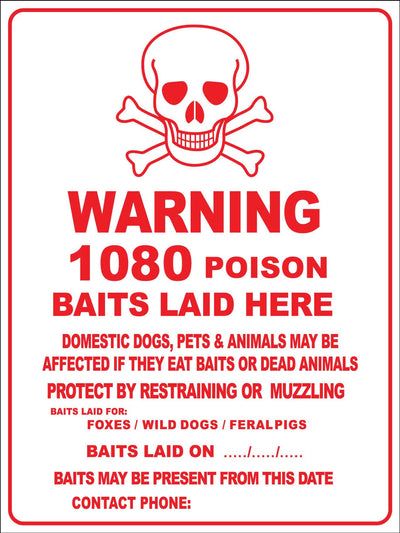 WARNING
1080 POISON
BAITS LAID HERE
DOMESTIC DOGS, PETS & ANIMALS MAY BE
AFFECTED IF THEY EAT BAITS OR DEAD ANIMALS
PROTECT BY RESTRAINING OR MUZZLING
BAITS LAID FOR:
FOXES / WILD DOGS / FERALPIGS
BAITS LAID ON ...../...../.....
BAITS MAY BE PRESENT FROM THIS DATE
CONTACT PHONE: